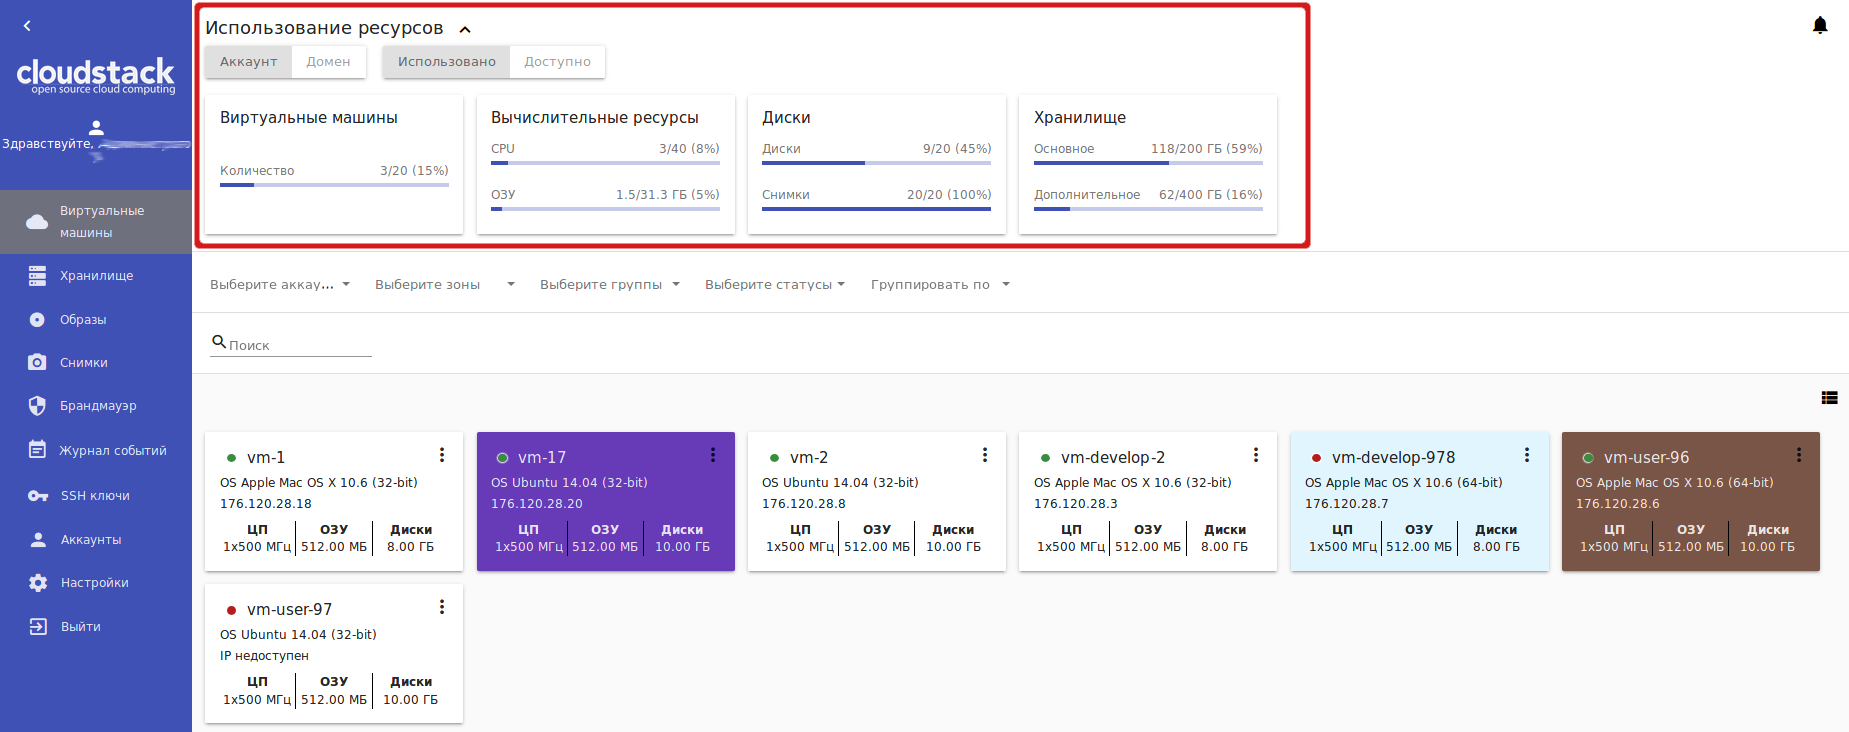 cloudstack
open source cloud computing
Здравствуйте,
Виртуальные
машины
Хранилище
Образы
Снимки
Брандмауэр
Журнал событий
SSH ключи
Аккаунты
Настройки
Выйти
Использование ресурсов
Аккаунт Домен Использовано Доступно
Виртуальные машины
Количество 3/20 (15%)
Вычислительные ресурсы
CPU 3/40 (8%)
ОЗУ 1.5/31.3 ГБ (5%)
Диски
Диски 9/20 (45%)
Снимки 20/20 (100%)
Хранилище
Основное 118/200 ГБ (59%)
Дополнительное 62/400 ГБ (16%)
Выберите аккау... Выберите зоны Выберите группы Выберите статусы Группировать по
Поиск
vm-1
OS Apple Mac OS X 10.6 (32-bit)
176.120.28.18
ЦП ОЗУ Диски
1x500 МГц 512.00 МБ 8.00 ГБ
vm-17
OS Ubuntu 14.04 (32-bit)
176.120.28.20
ЦП ОЗУ Диски
1x500 МГц 512.00 МБ 10.00 ГБ
vm-2
OS Ubuntu 14.04 (32-bit)
176.120.28.8
ЦП ОЗУ Диски
1x500 МГц 512.00 МБ 10.00 ГБ
vm-develop-2
OS Apple Mac OS X 10.6 (32-bit)
176.120.28.3
ЦП ОЗУ Диски
1x500 МГц 512.00 МБ 8.00 ГБ
vm-develop-978
OS Apple Mac OS X 10.6 (64-bit)
176.120.28.7
ЦП ОЗУ Диски
1x500 МГц 512.00 МБ 8.00 ГБ
vm-user-96
OS Apple Mac OS X 10.6 (64-bit)
176.120.28.6
ЦП ОЗУ Диски
1x500 МГц 512.00 МБ 10.00 ГБ
vm-user-97
OS Ubuntu 14.04 (32-bit)
IP недоступен
ЦП ОЗУ Диски
1x500 МГц 512.00 МБ 10.00 ГБ